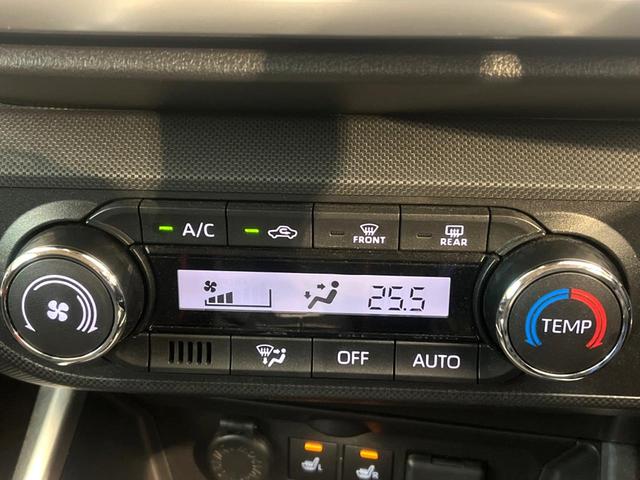 A/C
FRONT
REAR
25.5
TEMP
OFF
AUTO
L
R